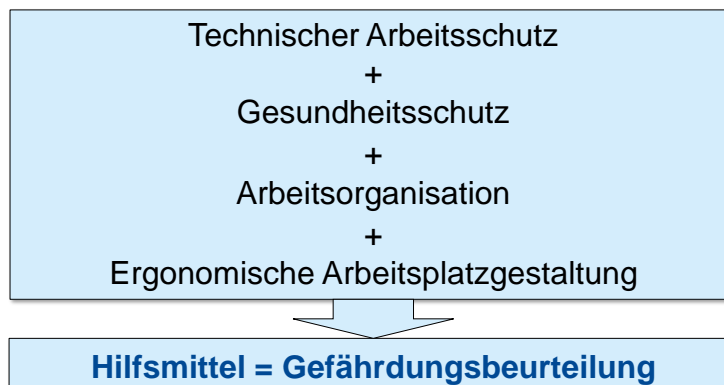 Technischer Arbeitsschutz
+
Gesundheitsschutz
+
Arbeitsorganisation
+
Ergonomische Arbeitsplatzgestaltung
Hilfsmittel = Gefährdungsbeurteilung